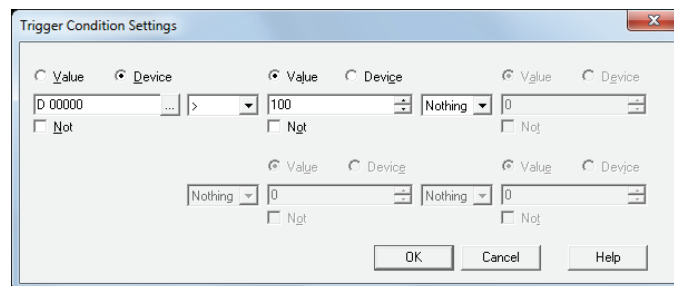 Trigger Condition Settings
Value Device Value Device Value Device
D 00000 ... > 100 Nothing 0
Not Not Not
Value Device Value Device
Nothing 0 Nothing 0
Not Not
OK Cancel Help